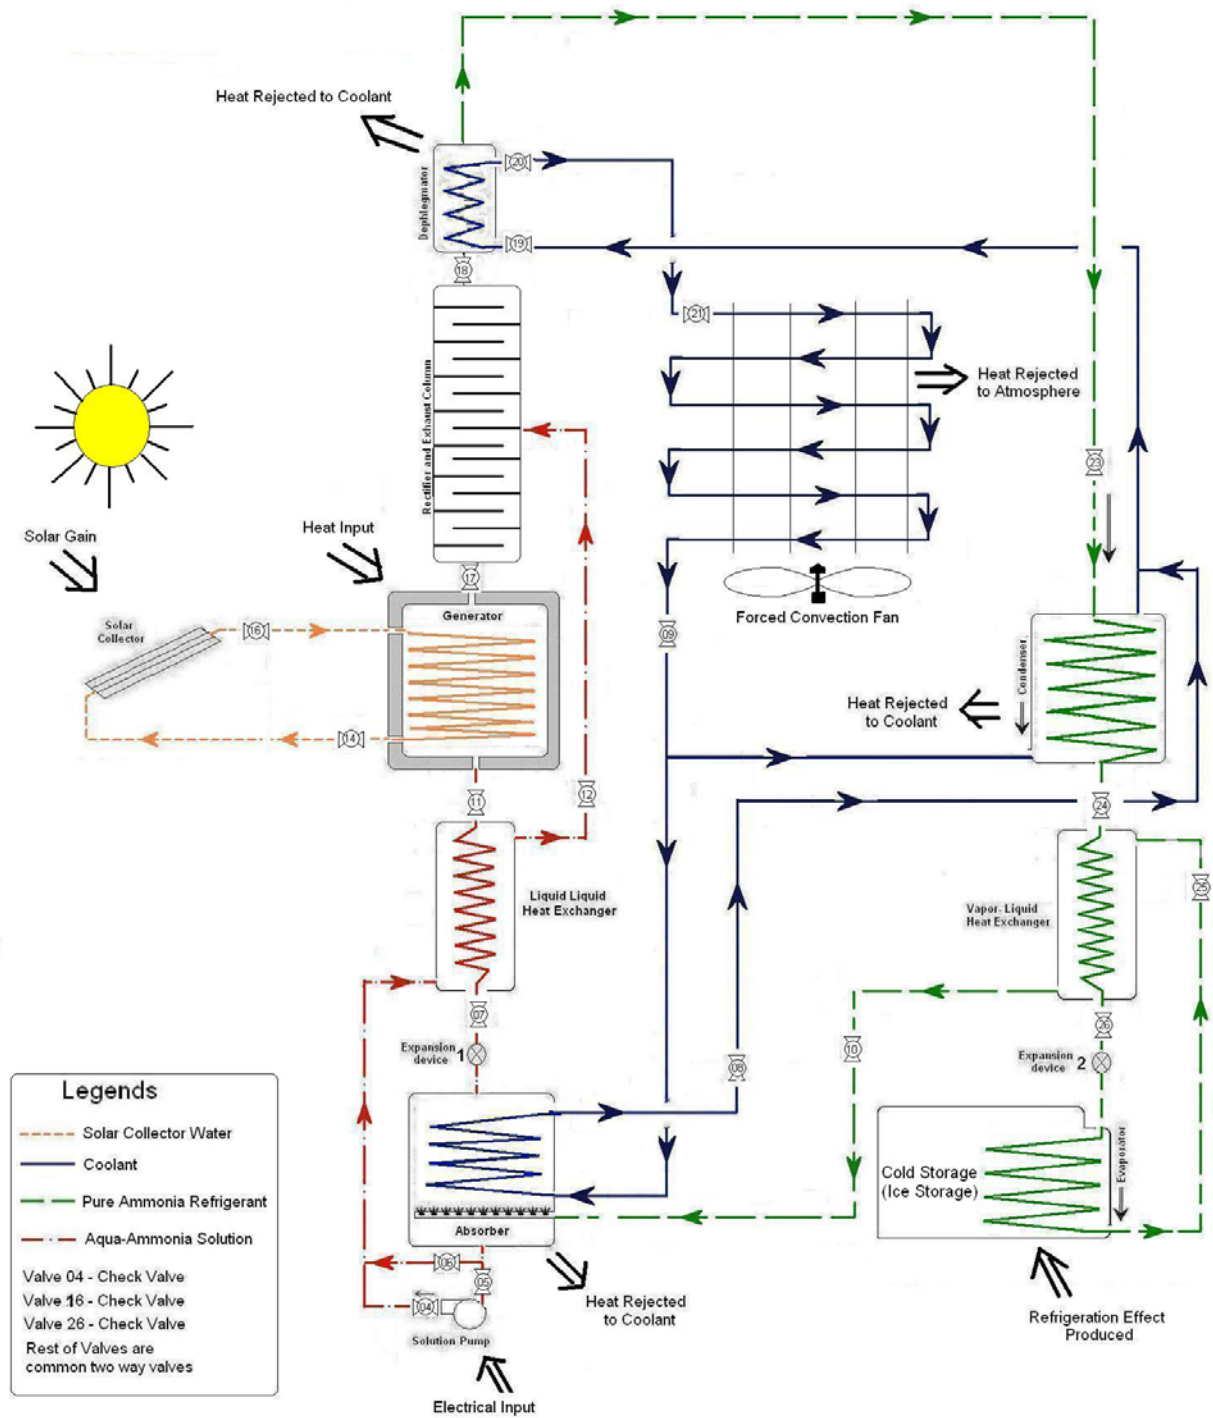 Heat Rejected to Coolant
Dephlegmator
20
19
18
21
Heat Rejected
to Atmosphere
Rectifier and Exhaust Column
23
Solar Gain
Heat Input
17
Forced Convection Fan
Generator
Solar
Collector
16
09
Condenser
Heat Rejected
to Coolant
14
11
12
24
Liquid Liquid
Heat Exchanger
Vapor- Liquid
Heat Exchanger
25
07
26
Expansion
device 1
08
10
Expansion
device 2
Legends
Solar Collector Water
Coolant
Pure Ammonia Refrigerant
Aqua-Ammonia Solution
Valve 04 - Check Valve
Valve 16 - Check Valve
Valve 26 - Check Valve
Rest of Valves are
common two way valves
Cold Storage
(Ice Storage)
Evaporator
Absorber
06
05
04
Solution Pump
Heat Rejected
to Coolant
Refrigeration Effect
Produced
Electrical Input